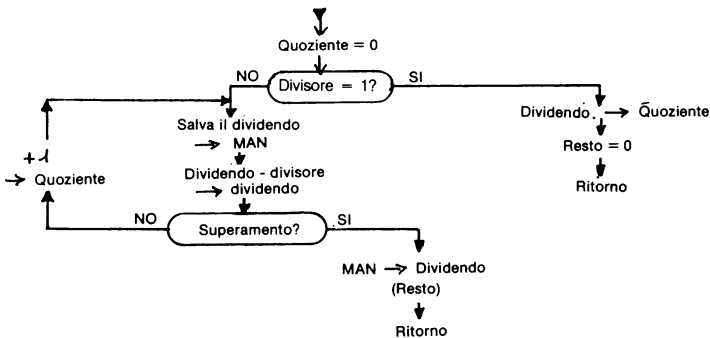 Quoziente = 0
NO
Divisore = 1?
SI
Salva il dividendo
→ MAN
Dividendo → Quoziente
Resto = 0
Ritorno
+1
→ Quoziente
Dividendo - divisore
→ dividendo
NO
Superamento?
SI
MAN → Dividendo
(Resto)
Ritorno